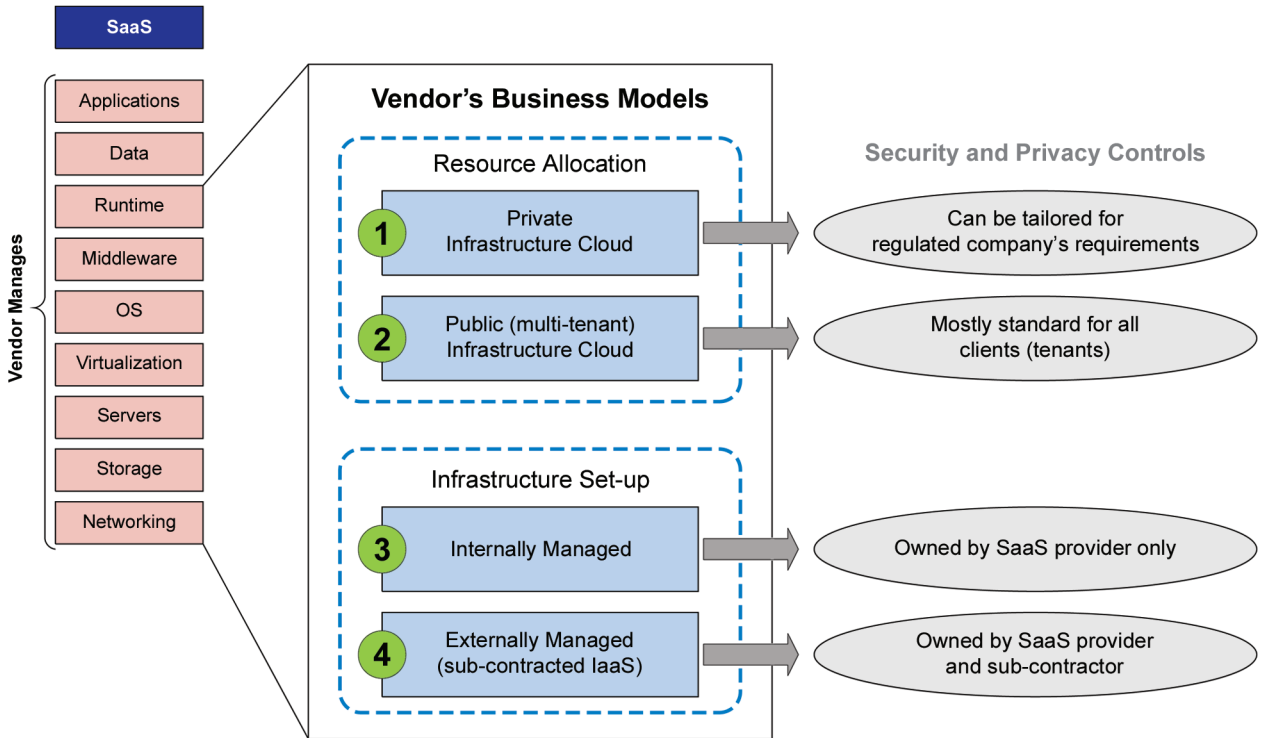 SaaS
Vendor Manages
Applications
Data
Runtime
Middleware
OS
Virtualization
Servers
Storage
Networking
Vendor’s Business Models
Resource Allocation
1
Private
Infrastructure Cloud
2
Public (multi-tenant)
Infrastructure Cloud
Infrastructure Set-up
3
Internally Managed
4
Externally Managed
(sub-contracted IaaS)
Security and Privacy Controls
Can be tailored for
regulated company’s requirements
Mostly standard for all
clients (tenants)
Owned by SaaS provider only
Owned by SaaS provider
and sub-contractor